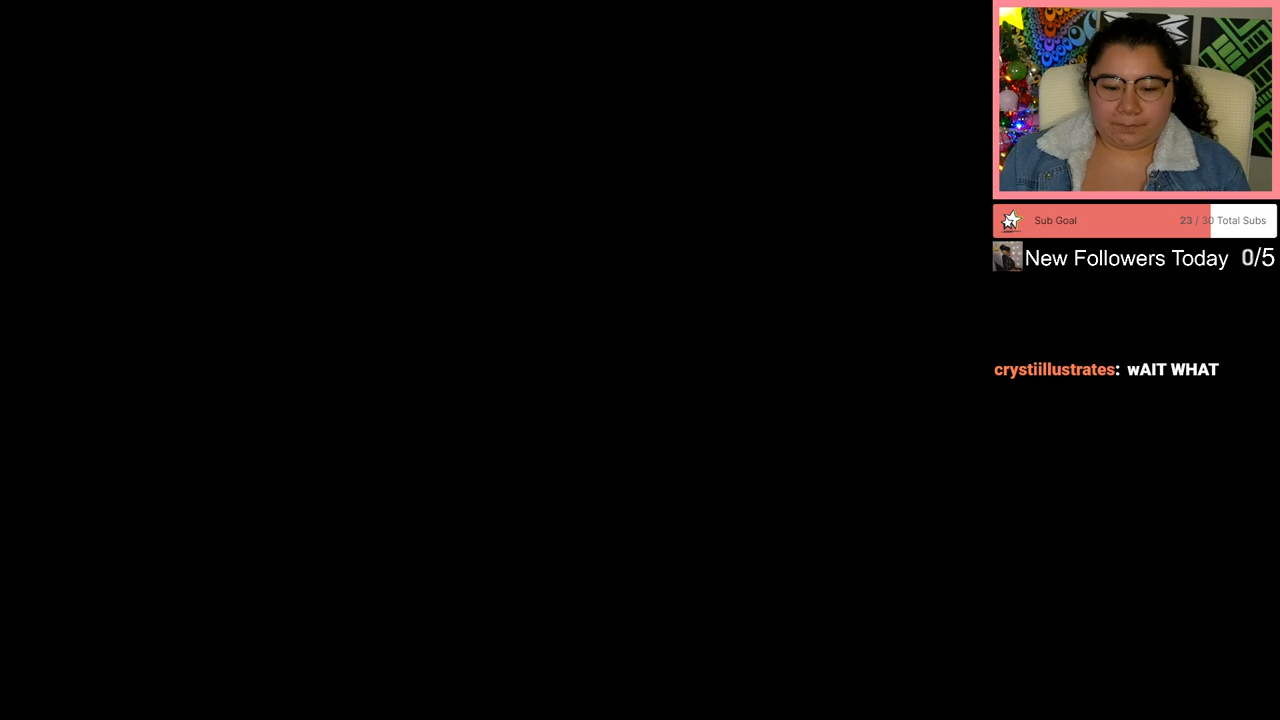 Sub Goal 23 / 30 Total Subs
New Followers Today 0/5
crystiillustrates: wAIT WHAT